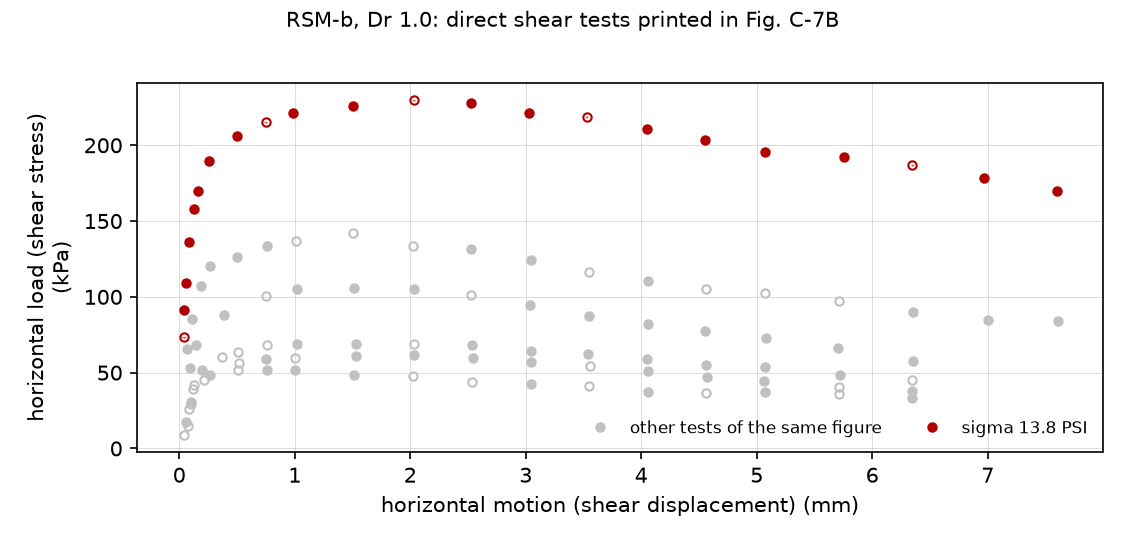 RSM-b, Dr 1.0: direct shear tests printed in Fig. C-7B
horizontal load (shear stress)
(kPa)
200
150
100
50
0
other tests of the same figure
sigma 13.8 PSI
0 1 2 3 4 5 6 7
horizontal motion (shear displacement) (mm)